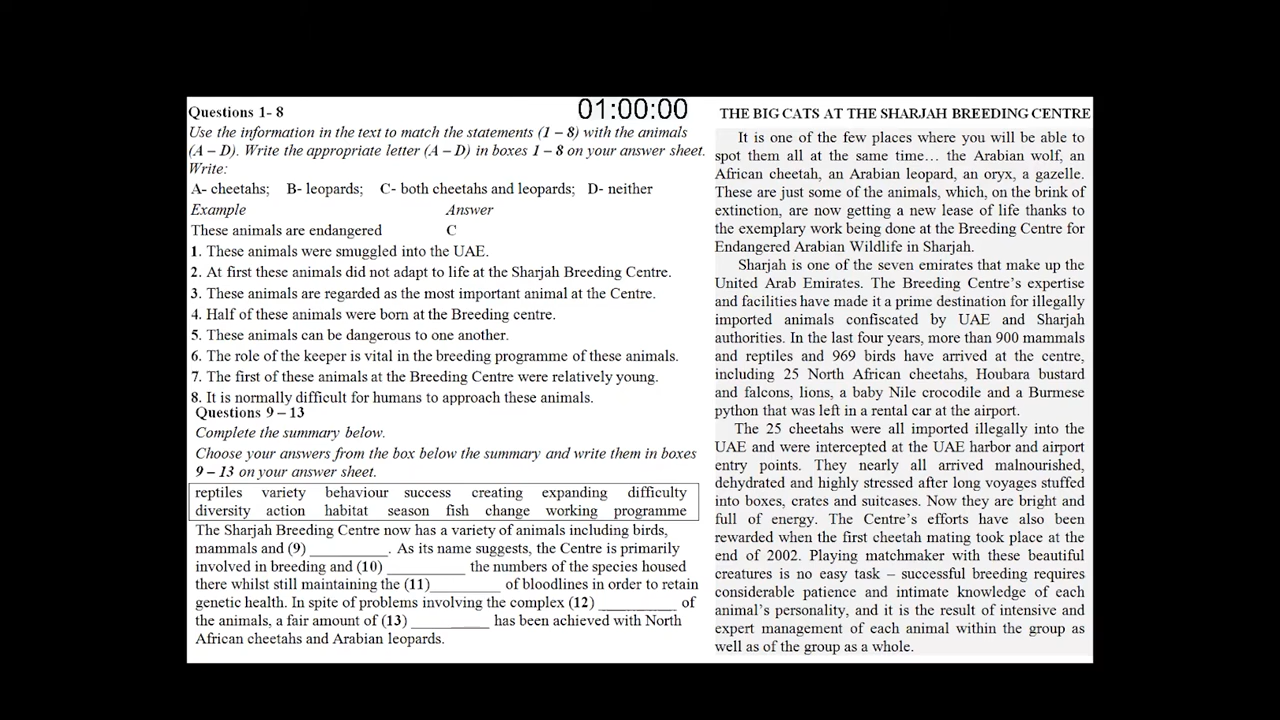 01:00:00
Questions 1- 8
Use the information in the text to match the statements (1 – 8) with the animals
(A – D). Write the appropriate letter (A – D) in boxes 1 – 8 on your answer sheet.
Write:
A- cheetahs; B- leopards; C- both cheetahs and leopards; D- neither
Example Answer
These animals are endangered C
1. These animals were smuggled into the UAE.
2. At first these animals did not adapt to life at the Sharjah Breeding Centre.
3. These animals are regarded as the most important animal at the Centre.
4. Half of these animals were born at the Breeding centre.
5. These animals can be dangerous to one another.
6. The role of the keeper is vital in the breeding programme of these animals.
7. The first of these animals at the Breeding Centre were relatively young.
8. It is normally difficult for humans to approach these animals.
Questions 9 – 13
Complete the summary below.
Choose your answers from the box below the summary and write them in boxes
9 – 13 on your answer sheet.
reptiles variety behaviour success creating expanding difficulty
diversity action habitat season fish change working programme
The Sharjah Breeding Centre now has a variety of animals including birds,
mammals and (9) __________. As its name suggests, the Centre is primarily
involved in breeding and (10) __________ the numbers of the species housed
there whilst still maintaining the (11)_________ of bloodlines in order to retain
genetic health. In spite of problems involving the complex (12) __________ of
the animals, a fair amount of (13) __________ has been achieved with North
African cheetahs and Arabian leopards.
THE BIG CATS AT THE SHARJAH BREEDING CENTRE
It is one of the few places where you will be able to
spot them all at the same time… the Arabian wolf, an
African cheetah, an Arabian leopard, an oryx, a gazelle.
These are just some of the animals, which, on the brink of
extinction, are now getting a new lease of life thanks to
the exemplary work being done at the Breeding Centre for
Endangered Arabian Wildlife in Sharjah.
Sharjah is one of the seven emirates that make up the
United Arab Emirates. The Breeding Centre's expertise
and facilities have made it a prime destination for illegally
imported animals confiscated by UAE and Sharjah
authorities. In the last four years, more than 900 mammals
and reptiles and 969 birds have arrived at the centre,
including 25 North African cheetahs, Houbara bustard
and falcons, lions, a baby Nile crocodile and a Burmese
python that was left in a rental car at the airport.
The 25 cheetahs were all imported illegally into the
UAE and were intercepted at the UAE harbor and airport
entry points. They nearly all arrived malnourished,
dehydrated and highly stressed after long voyages stuffed
into boxes, crates and suitcases. Now they are bright and
full of energy. The Centre's efforts have also been
rewarded when the first cheetah mating took place at the
end of 2002. Playing matchmaker with these beautiful
creatures is no easy task – successful breeding requires
considerable patience and intimate knowledge of each
animal's personality, and it is the result of intensive and
expert management of each animal within the group as
well as of the group as a whole.